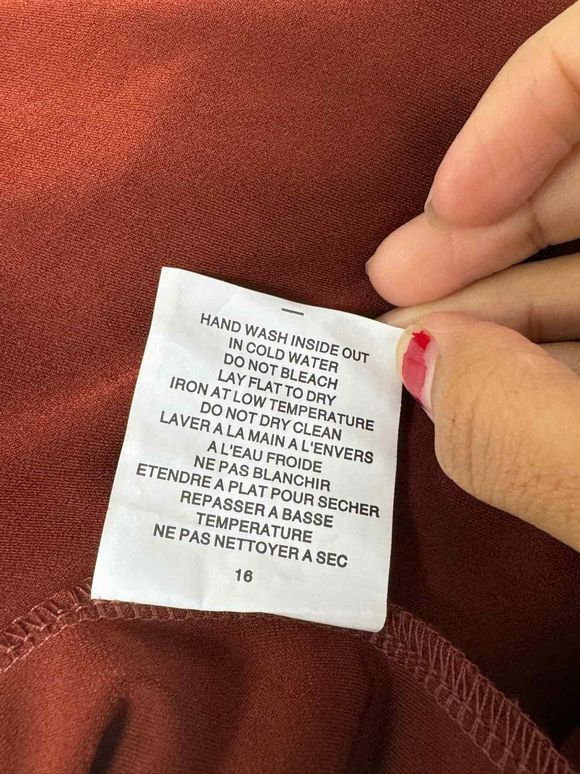 HAND WASH INSIDE OUT
IN COLD WATER
DO NOT BLEACH
LAY FLAT TO DRY
IRON AT LOW TEMPERATURE
DO NOT DRY CLEAN
LAVER A LA MAIN A L'ENVERS
A L'EAU FROIDE
NE PAS BLANCHIR
ETENDRE A PLAT POUR SECHER
REPASSER A BASSE
TEMPERATURE
NE PAS NETTOYER A SEC
16